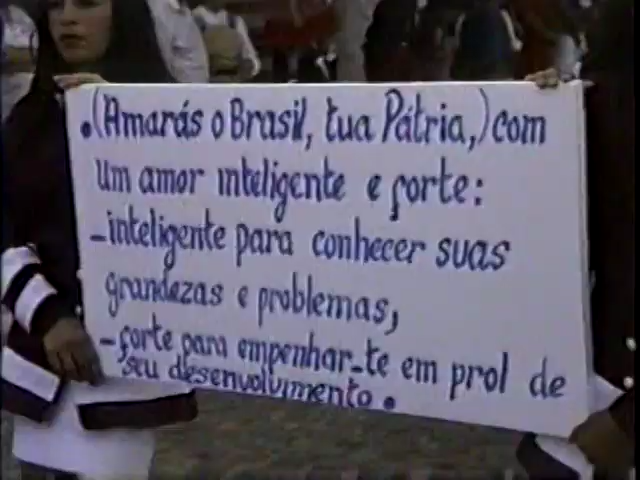 .(Amarás o Brasil, tua Pátria,) com
um amor inteligente e forte:
-inteligente para conhecer suas
grandezas e problemas,
-forte para empenhar-te em prol de
seu desenvolvimento.